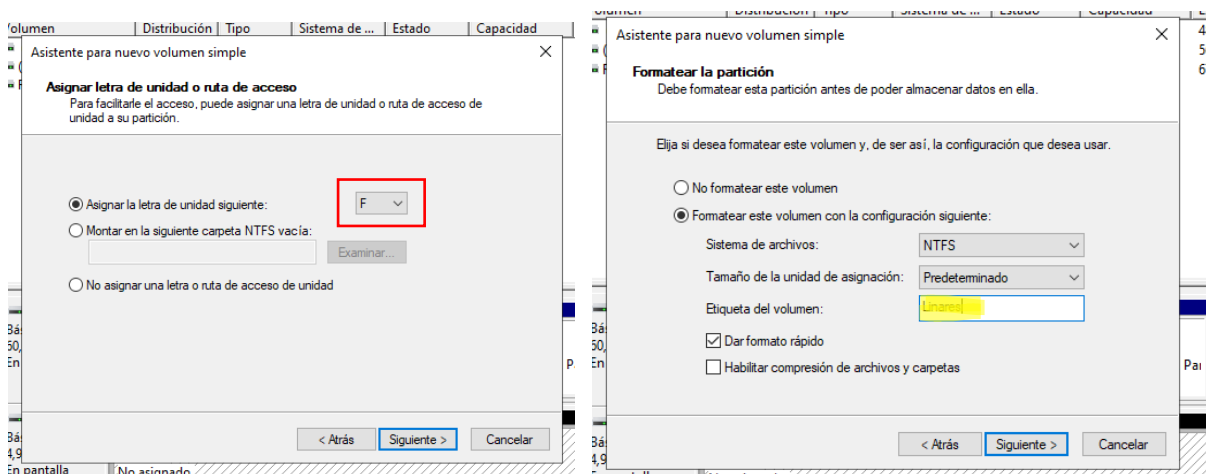 Volumen Distribución Tipo Sistema de ... Estado Capacidad
Asistente para nuevo volumen simple
Asignar letra de unidad o ruta de acceso
Para facilitarle el acceso, puede asignar una letra de unidad o ruta de acceso de
unidad a su partición.
Asignar la letra de unidad siguiente: F
Montar en la siguiente carpeta NTFS vacía:
Examinar...
No asignar una letra o ruta de acceso de unidad
< Atrás Siguiente > Cancelar
En pantalla No asignado
Asistente para nuevo volumen simple
Formatear la partición
Debe formatear esta partición antes de poder almacenar datos en ella.
Elija si desea formatear este volumen y, de ser así, la configuración que desea usar.
No formatear este volumen
Formatear este volumen con la configuración siguiente:
Sistema de archivos: NTFS
Tamaño de la unidad de asignación: Predeterminado
Etiqueta del volumen: Linares
Dar formato rápido
Habilitar compresión de archivos y carpetas
< Atrás Siguiente > Cancelar